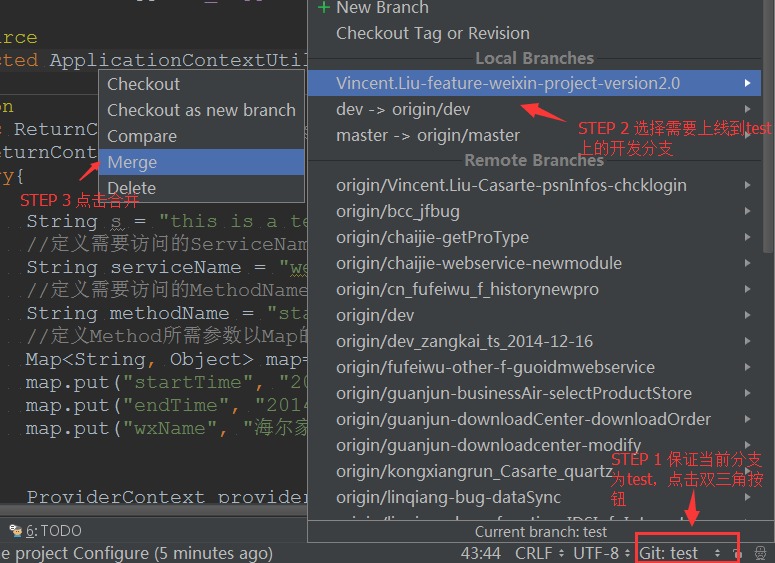 New Branch
Checkout Tag or Revision
Local Branches
Vincent.Liu-feature-weixin-project-version2.0
dev -> origin/dev
master -> origin/master
STEP 2 选择需要上线到test
上的开发分支
Remote Branches
origin/Vincent.Liu-Casarte-psnInfos-chcklogin
origin/bcc_jfbug
origin/chaijie-getProType
origin/chaijie-webservice-newmodule
origin/cn_fufeiwu_f_historynewpro
origin/dev
origin/dev_zangkai_ts_2014-12-16
origin/fufeiwu-other-f-guoidmwebservice
origin/guanjun-businessAir-selectProductStore
origin/guanjun-downloadCenter-downloadOrder
origin/guanjun-downloadcenter-modify
origin/kongxiangrun_Casarte_quartz
origin/linqiang-bug-dataSync
STEP 1 保证当前分支
为test，点击双三角按
钮
Current branch: test
Checkout
Checkout as new branch
Compare
Merge
Delete
STEP 3 点击合并
cted ApplicationContextUtil
ReturnC
eturnCont
ry{
String s = "this is a te
//定义需要访问的ServiceNam
String serviceName = "we
//定义需要访问的MethodName
String methodName = "sta
//定义Method所需参数以Map的
Map<String, Object> map=
map.put("startTime", "20
map.put("endTime", "2014
map.put("wxName", "海尔家
ProviderContext provider
6: TODO
e project Configure (5 minutes ago)
43:44 CRLF UTF-8 Git: test